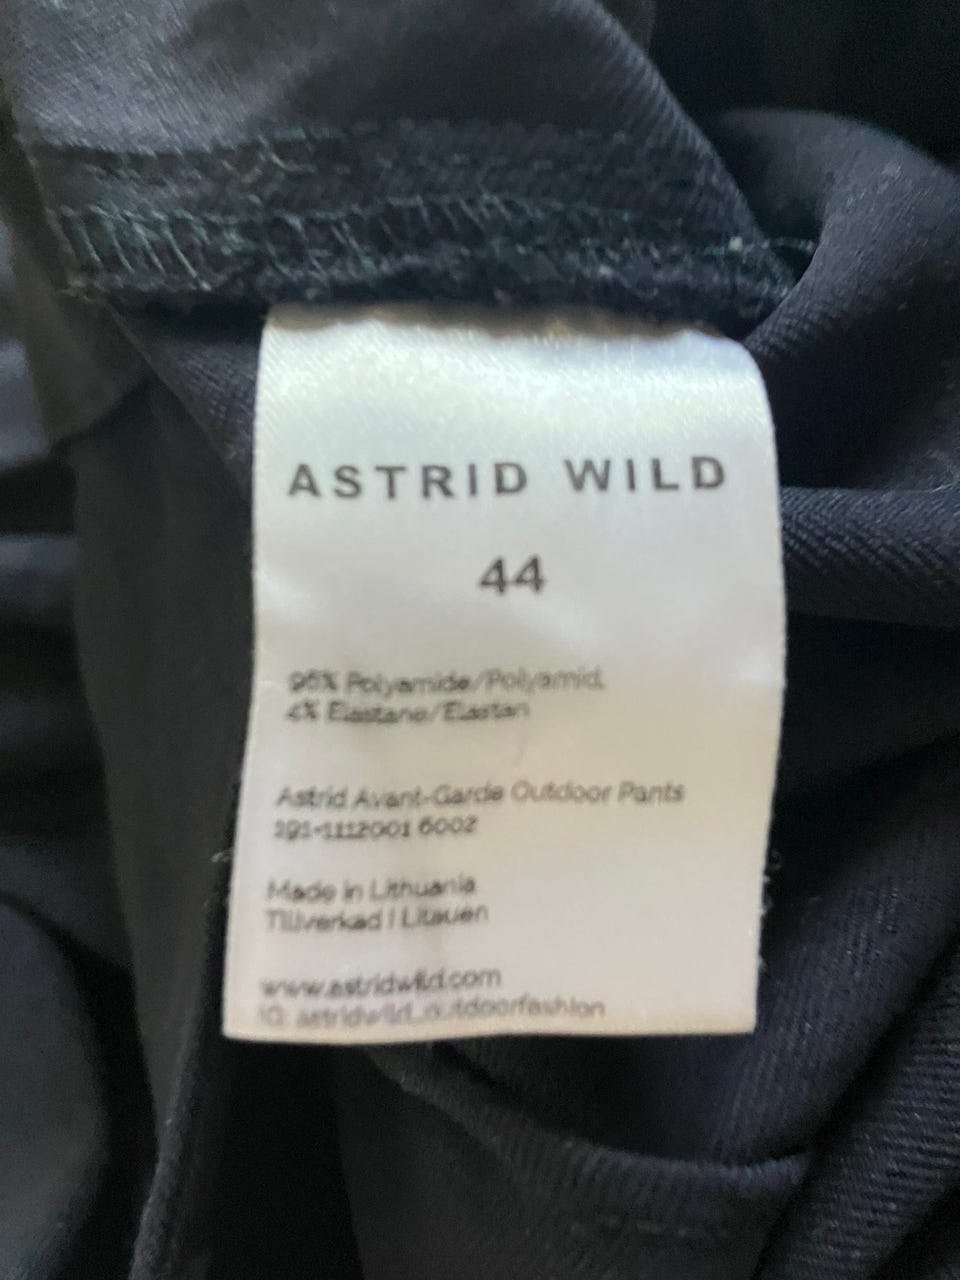 ASTRID WILD
44
96% Polyamide/Polyamid,
4% Elastane/Elastan
Astrid Avant-Garde Outdoor Pants
191-1112001 6002
Made in Lithuania
Tillverkad i Litauen
www.astridwild.com
IG: astridwild_outdoorfashion